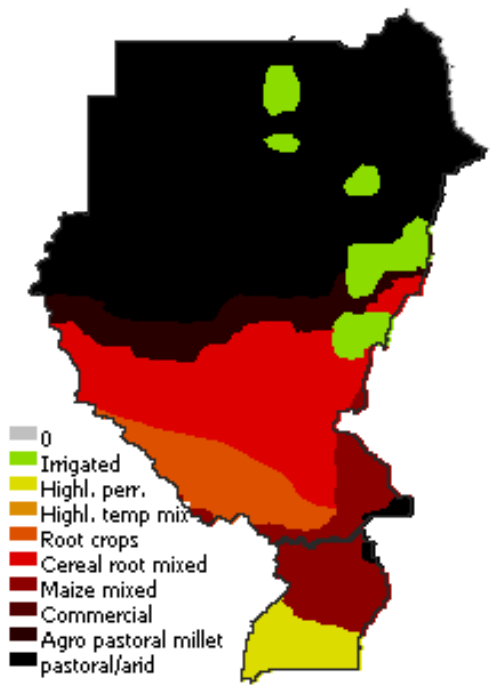 0
Irrigated
Highl. perr.
Highl. temp mix
Root crops
Cereal root mixed
Maize mixed
Commercial
Agro pastoral millet
pastoral/arid